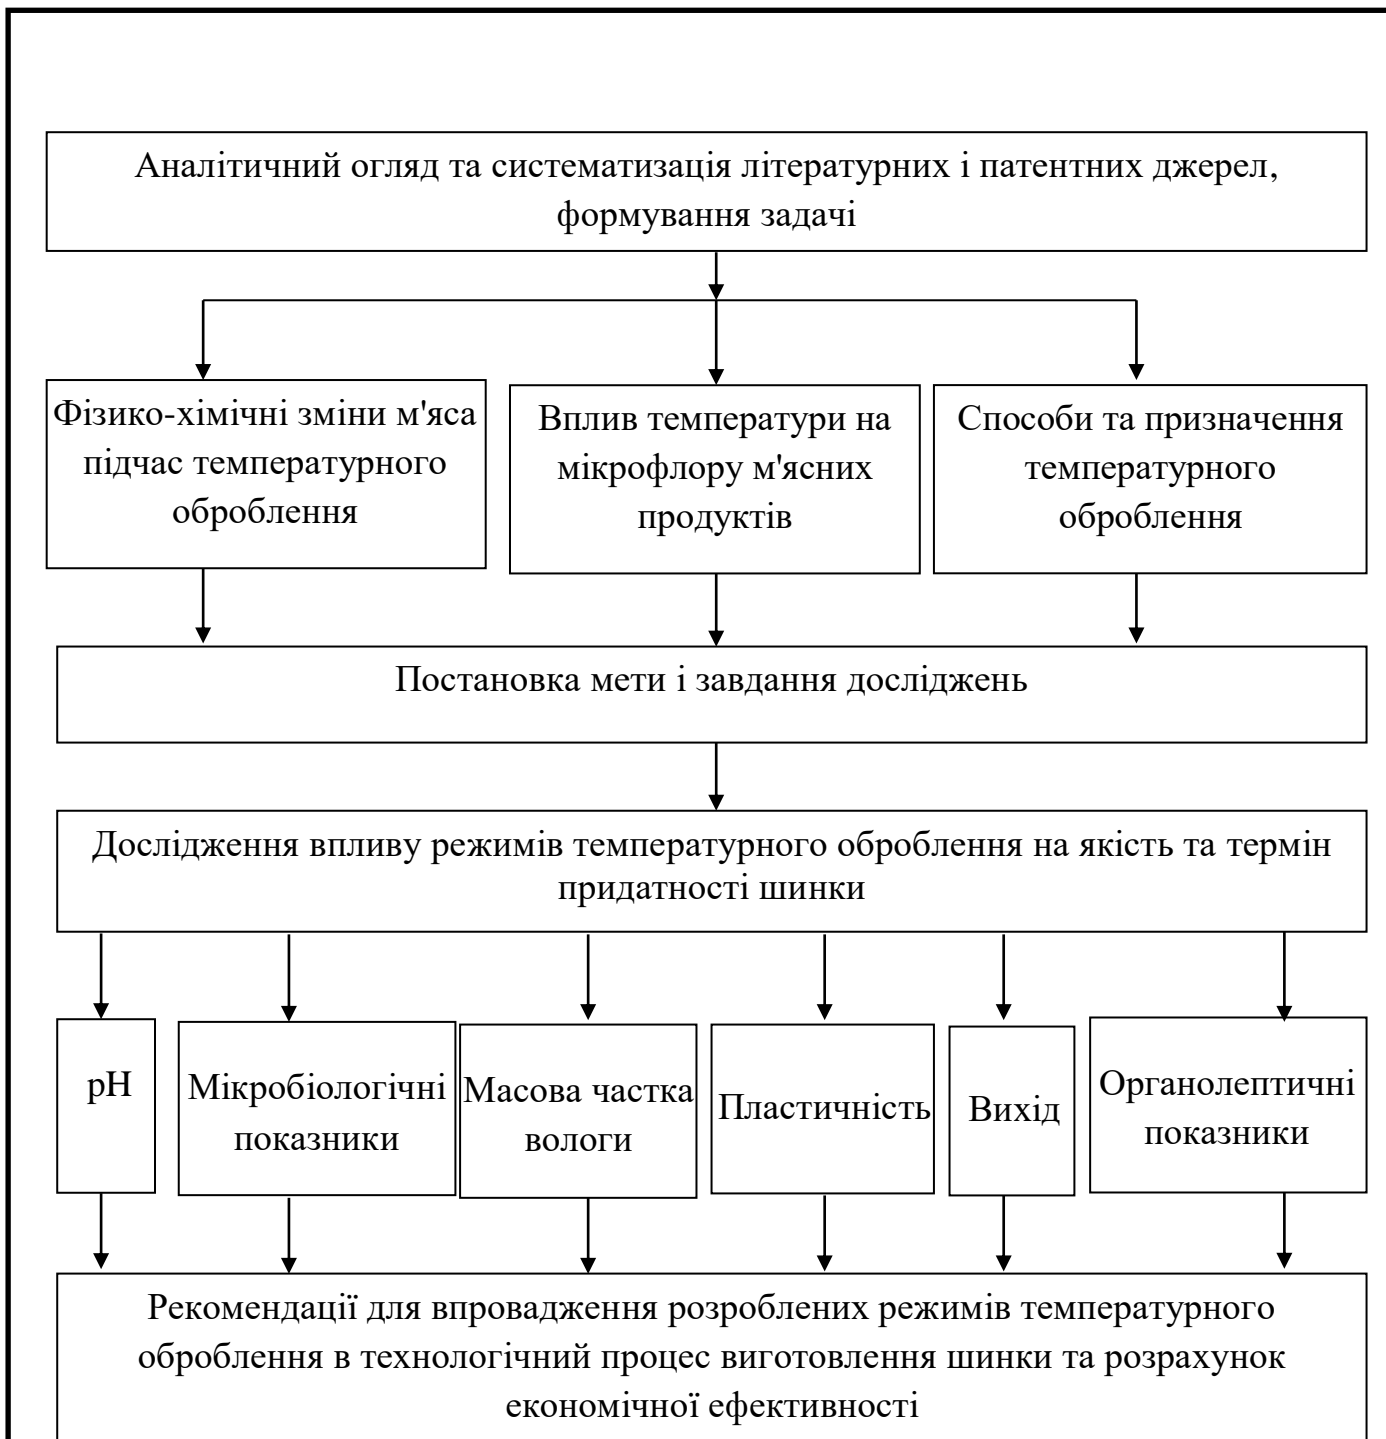 Аналітичний огляд та систематизація літературних і патентних джерел,
формування задачі
Фізико-хімічні зміни м'яса
підчас температурного
оброблення
Вплив температури на
мікрофлору м'ясних
продуктів
Способи та призначення
температурного
оброблення
Постановка мети і завдання досліджень
Дослідження впливу режимів температурного оброблення на якість та термін
придатності шинки
pH
Мікробіологічні
показники
Масова частка
вологи
Пластичність
Вихід
Органолептичні
показники
Рекомендації для впровадження розроблених режимів температурного
оброблення в технологічний процес виготовлення шинки та розрахунок
економічної ефективності